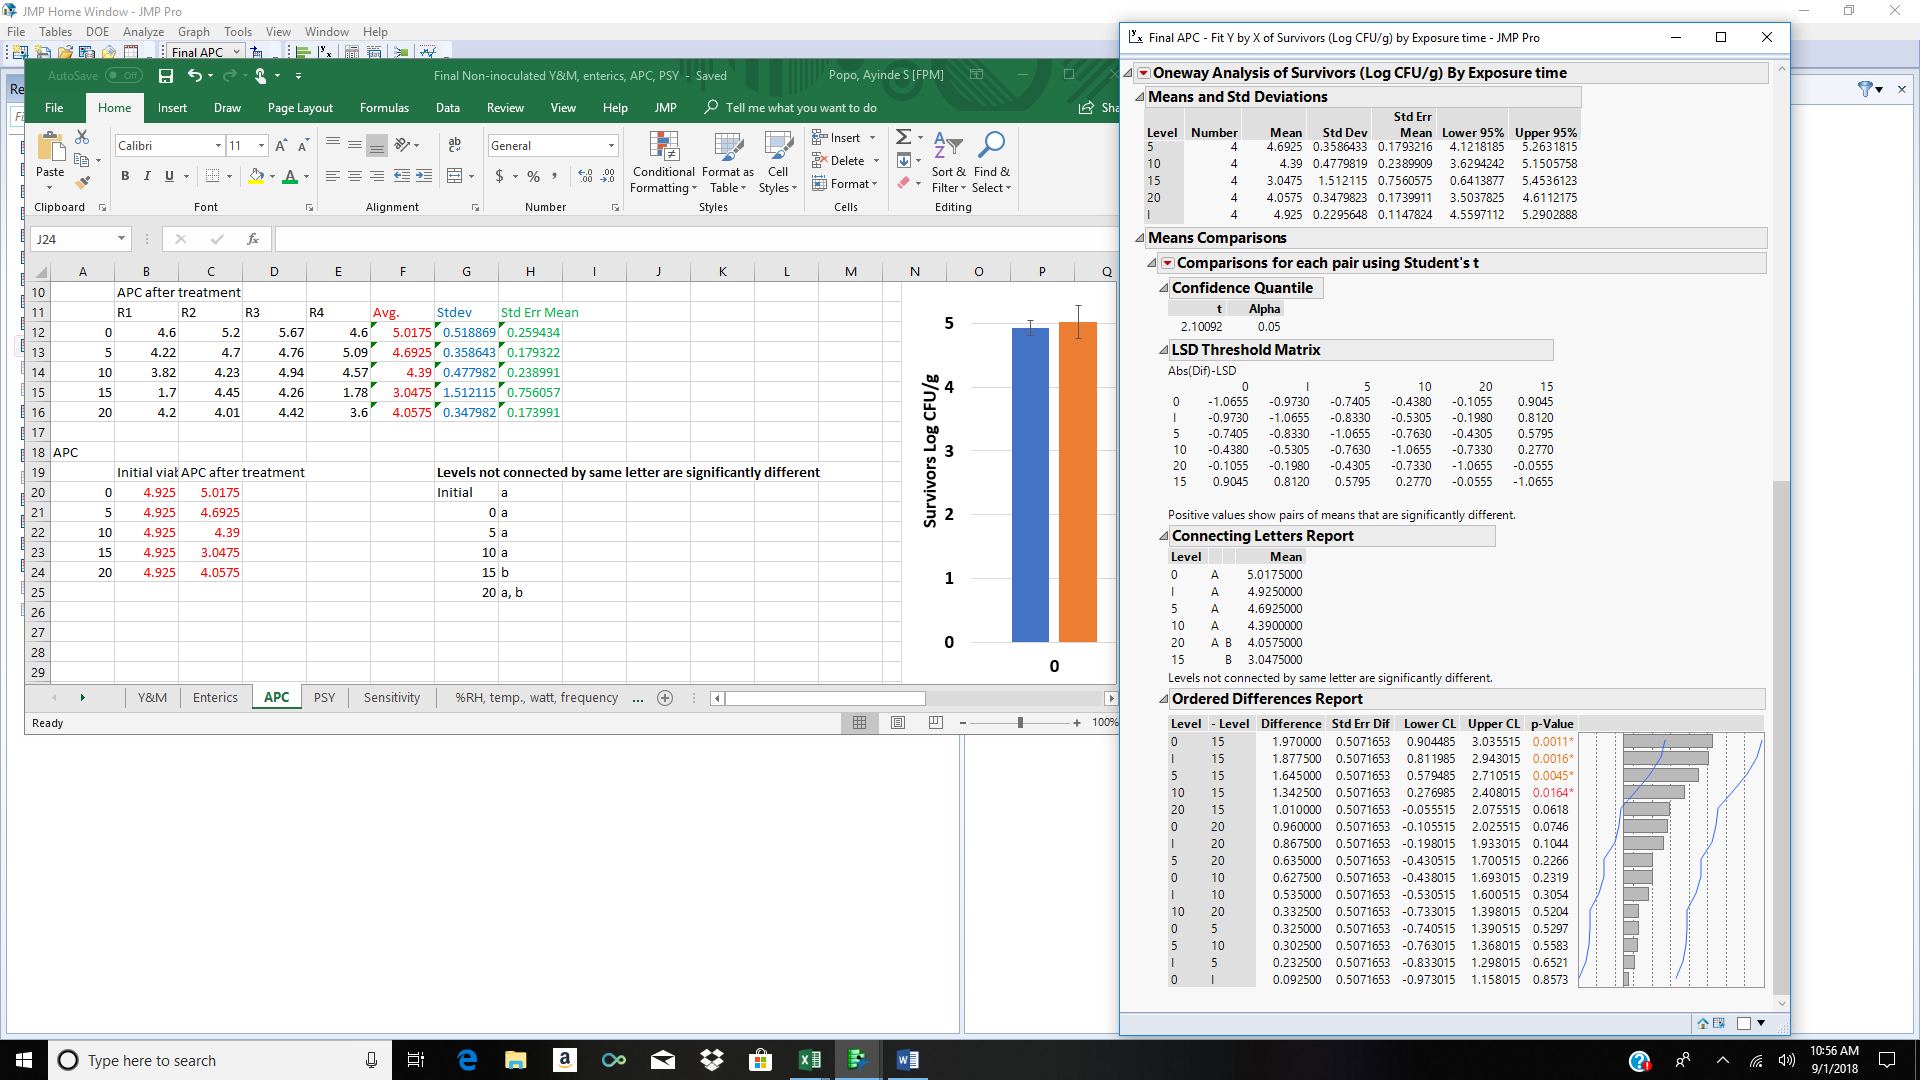 JMP Home Window - JMP Pro
File Tables DOE Analyze Graph Tools View Window Help
Final APC
AutoSave Off
Final Non-inoculated Y&M, enterics, APC, PSY - Saved
Popo, Ayinde S [FPM]
File Home Insert Draw Page Layout Formulas Data Review View Help JMP Tell me what you want to do Sha
Paste
Calibri 11
General
Conditional Formatting
Format as Table
Cell Styles
Insert
Delete
Format
Sort & Filter
Find & Select
Clipboard Font Alignment Number Styles Cells Editing
J24 fx
A B C D E F G H I J K L M N O P Q
10 APC after treatment
11 R1 R2 R3 R4 Avg. Stdev Std Err Mean
12 0 4.6 5.2 5.67 4.6 5.0175 0.518869 0.259434
13 5 4.22 4.7 4.76 5.09 4.6925 0.358643 0.179322
14 10 3.82 4.23 4.94 4.57 4.39 0.477982 0.238991
15 15 1.7 4.45 4.26 1.78 3.0475 1.512115 0.756057
16 20 4.2 4.01 4.42 3.6 4.0575 0.347982 0.173991
17
18 APC
19 Initial viab APC after treatment Levels not connected by same letter are significantly different
20 0 4.925 5.0175 Initial a
21 5 4.925 4.6925 0 a
22 10 4.925 4.39 5 a
23 15 4.925 3.0475 10 a
24 20 4.925 4.0575 15 b
25 20 a, b
26
27
28
29
Survivors Log CFU/g
5
4
3
2
1
0
0
Y&M Enterics APC PSY Sensitivity %RH, temp., watt, frequency ...
Ready
100%
Final APC - Fit Y by X of Survivors (Log CFU/g) by Exposure time - JMP Pro
Oneway Analysis of Survivors (Log CFU/g) By Exposure time
Means and Std Deviations
Level Number Mean Std Dev Std Err Mean Lower 95% Upper 95%
5 4 4.6925 0.3586433 0.1793216 4.1218185 5.2631815
10 4 4.39 0.4779819 0.2389909 3.6294242 5.1505758
15 4 3.0475 1.512115 0.7560575 0.6413877 5.4536123
20 4 4.0575 0.3479823 0.1739911 3.5037825 4.6112175
I 4 4.925 0.2295648 0.1147824 4.5597112 5.2902888
Means Comparisons
Comparisons for each pair using Student's t
Confidence Quantile
t Alpha
2.10092 0.05
LSD Threshold Matrix
Abs(Dif)-LSD
0 I 5 10 20 15
0 -1.0655 -0.9730 -0.7405 -0.4380 -0.1055 0.9045
I -0.9730 -1.0655 -0.8330 -0.5305 -0.1980 0.8120
5 -0.7405 -0.8330 -1.0655 -0.7630 -0.4305 0.5795
10 -0.4380 -0.5305 -0.7630 -1.0655 -0.7330 0.2770
20 -0.1055 -0.1980 -0.4305 -0.7330 -1.0655 -0.0555
15 0.9045 0.8120 0.5795 0.2770 -0.0555 -1.0655
Positive values show pairs of means that are significantly different.
Connecting Letters Report
Level Mean
0 A 5.0175000
I A 4.9250000
5 A 4.6925000
10 A 4.3900000
20 A B 4.0575000
15 B 3.0475000
Levels not connected by same letter are significantly different.
Ordered Differences Report
Level - Level Difference Std Err Dif Lower CL Upper CL p-Value
0 15 1.970000 0.5071653 0.904485 3.035515 0.0011*
I 15 1.877500 0.5071653 0.811985 2.943015 0.0016*
5 15 1.645000 0.5071653 0.579485 2.710515 0.0045*
10 15 1.342500 0.5071653 0.276985 2.408015 0.0164*
20 15 1.010000 0.5071653 -0.055515 2.075515 0.0618
0 20 0.960000 0.5071653 -0.105515 2.025515 0.0746
I 20 0.867500 0.5071653 -0.198015 1.933015 0.1044
5 20 0.635000 0.5071653 -0.430515 1.700515 0.2266
0 10 0.627500 0.5071653 -0.438015 1.693015 0.2319
I 10 0.535000 0.5071653 -0.530515 1.600515 0.3054
10 20 0.332500 0.5071653 -0.733015 1.398015 0.5204
0 5 0.325000 0.5071653 -0.740515 1.390515 0.5297
5 10 0.302500 0.5071653 -0.763015 1.368015 0.5583
I 5 0.232500 0.5071653 -0.833015 1.298015 0.6521
0 I 0.092500 0.5071653 -0.973015 1.158015 0.8573
Type here to search
10:56 AM
9/1/2018